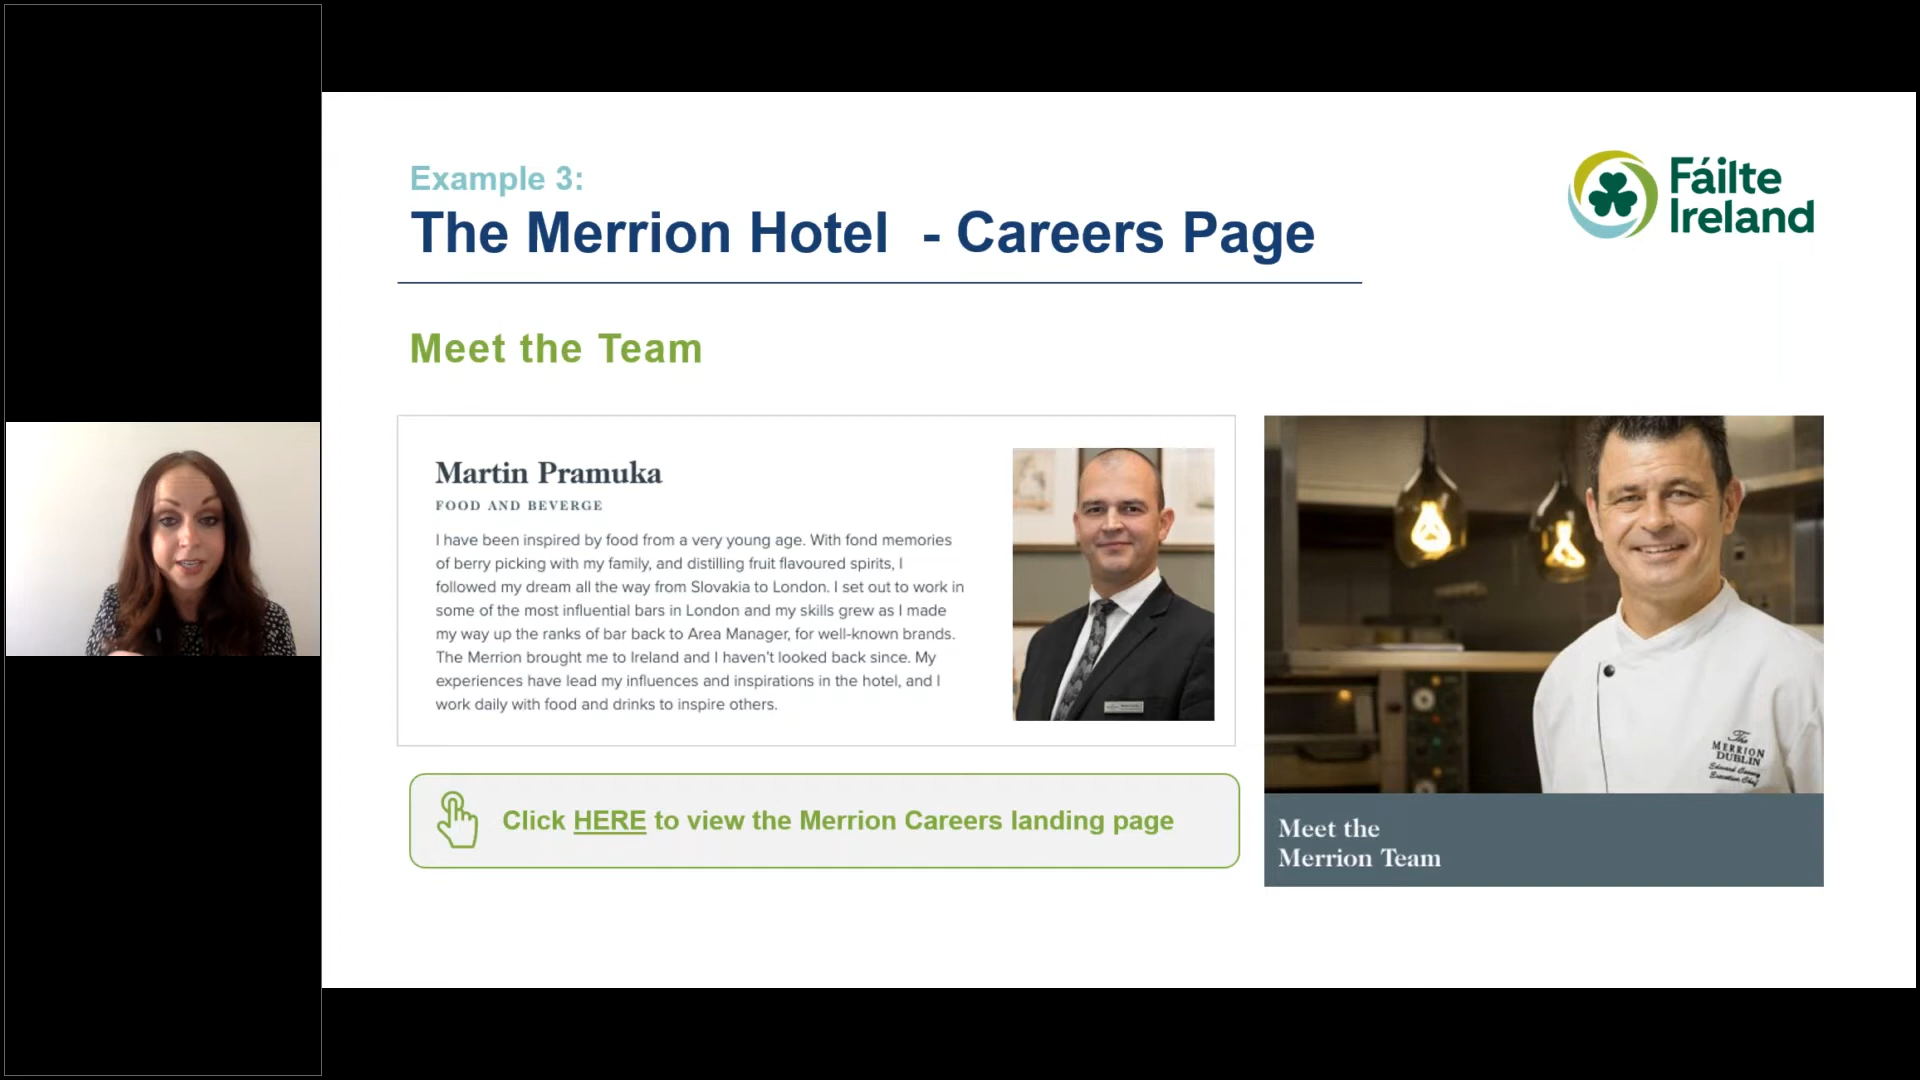 Example 3:
The Merrion Hotel - Careers Page
Fáilte
Ireland
Meet the Team
Martin Pramuka
FOOD AND BEVERGE
I have been inspired by food from a very young age. With fond memories
of berry picking with my family, and distilling fruit flavoured spirits, I
followed my dream all the way from Slovakia to London. I set out to work in
some of the most influential bars in London and my skills grew as I made
my way up the ranks of bar back to Area Manager, for well-known brands.
The Merrion brought me to Ireland and I haven't looked back since. My
experiences have lead my influences and inspirations in the hotel, and I
work daily with food and drinks to inspire others.
The
MERRION
DUBLIN
Executive Chef
Click HERE to view the Merrion Careers landing page
Meet the
Merrion Team